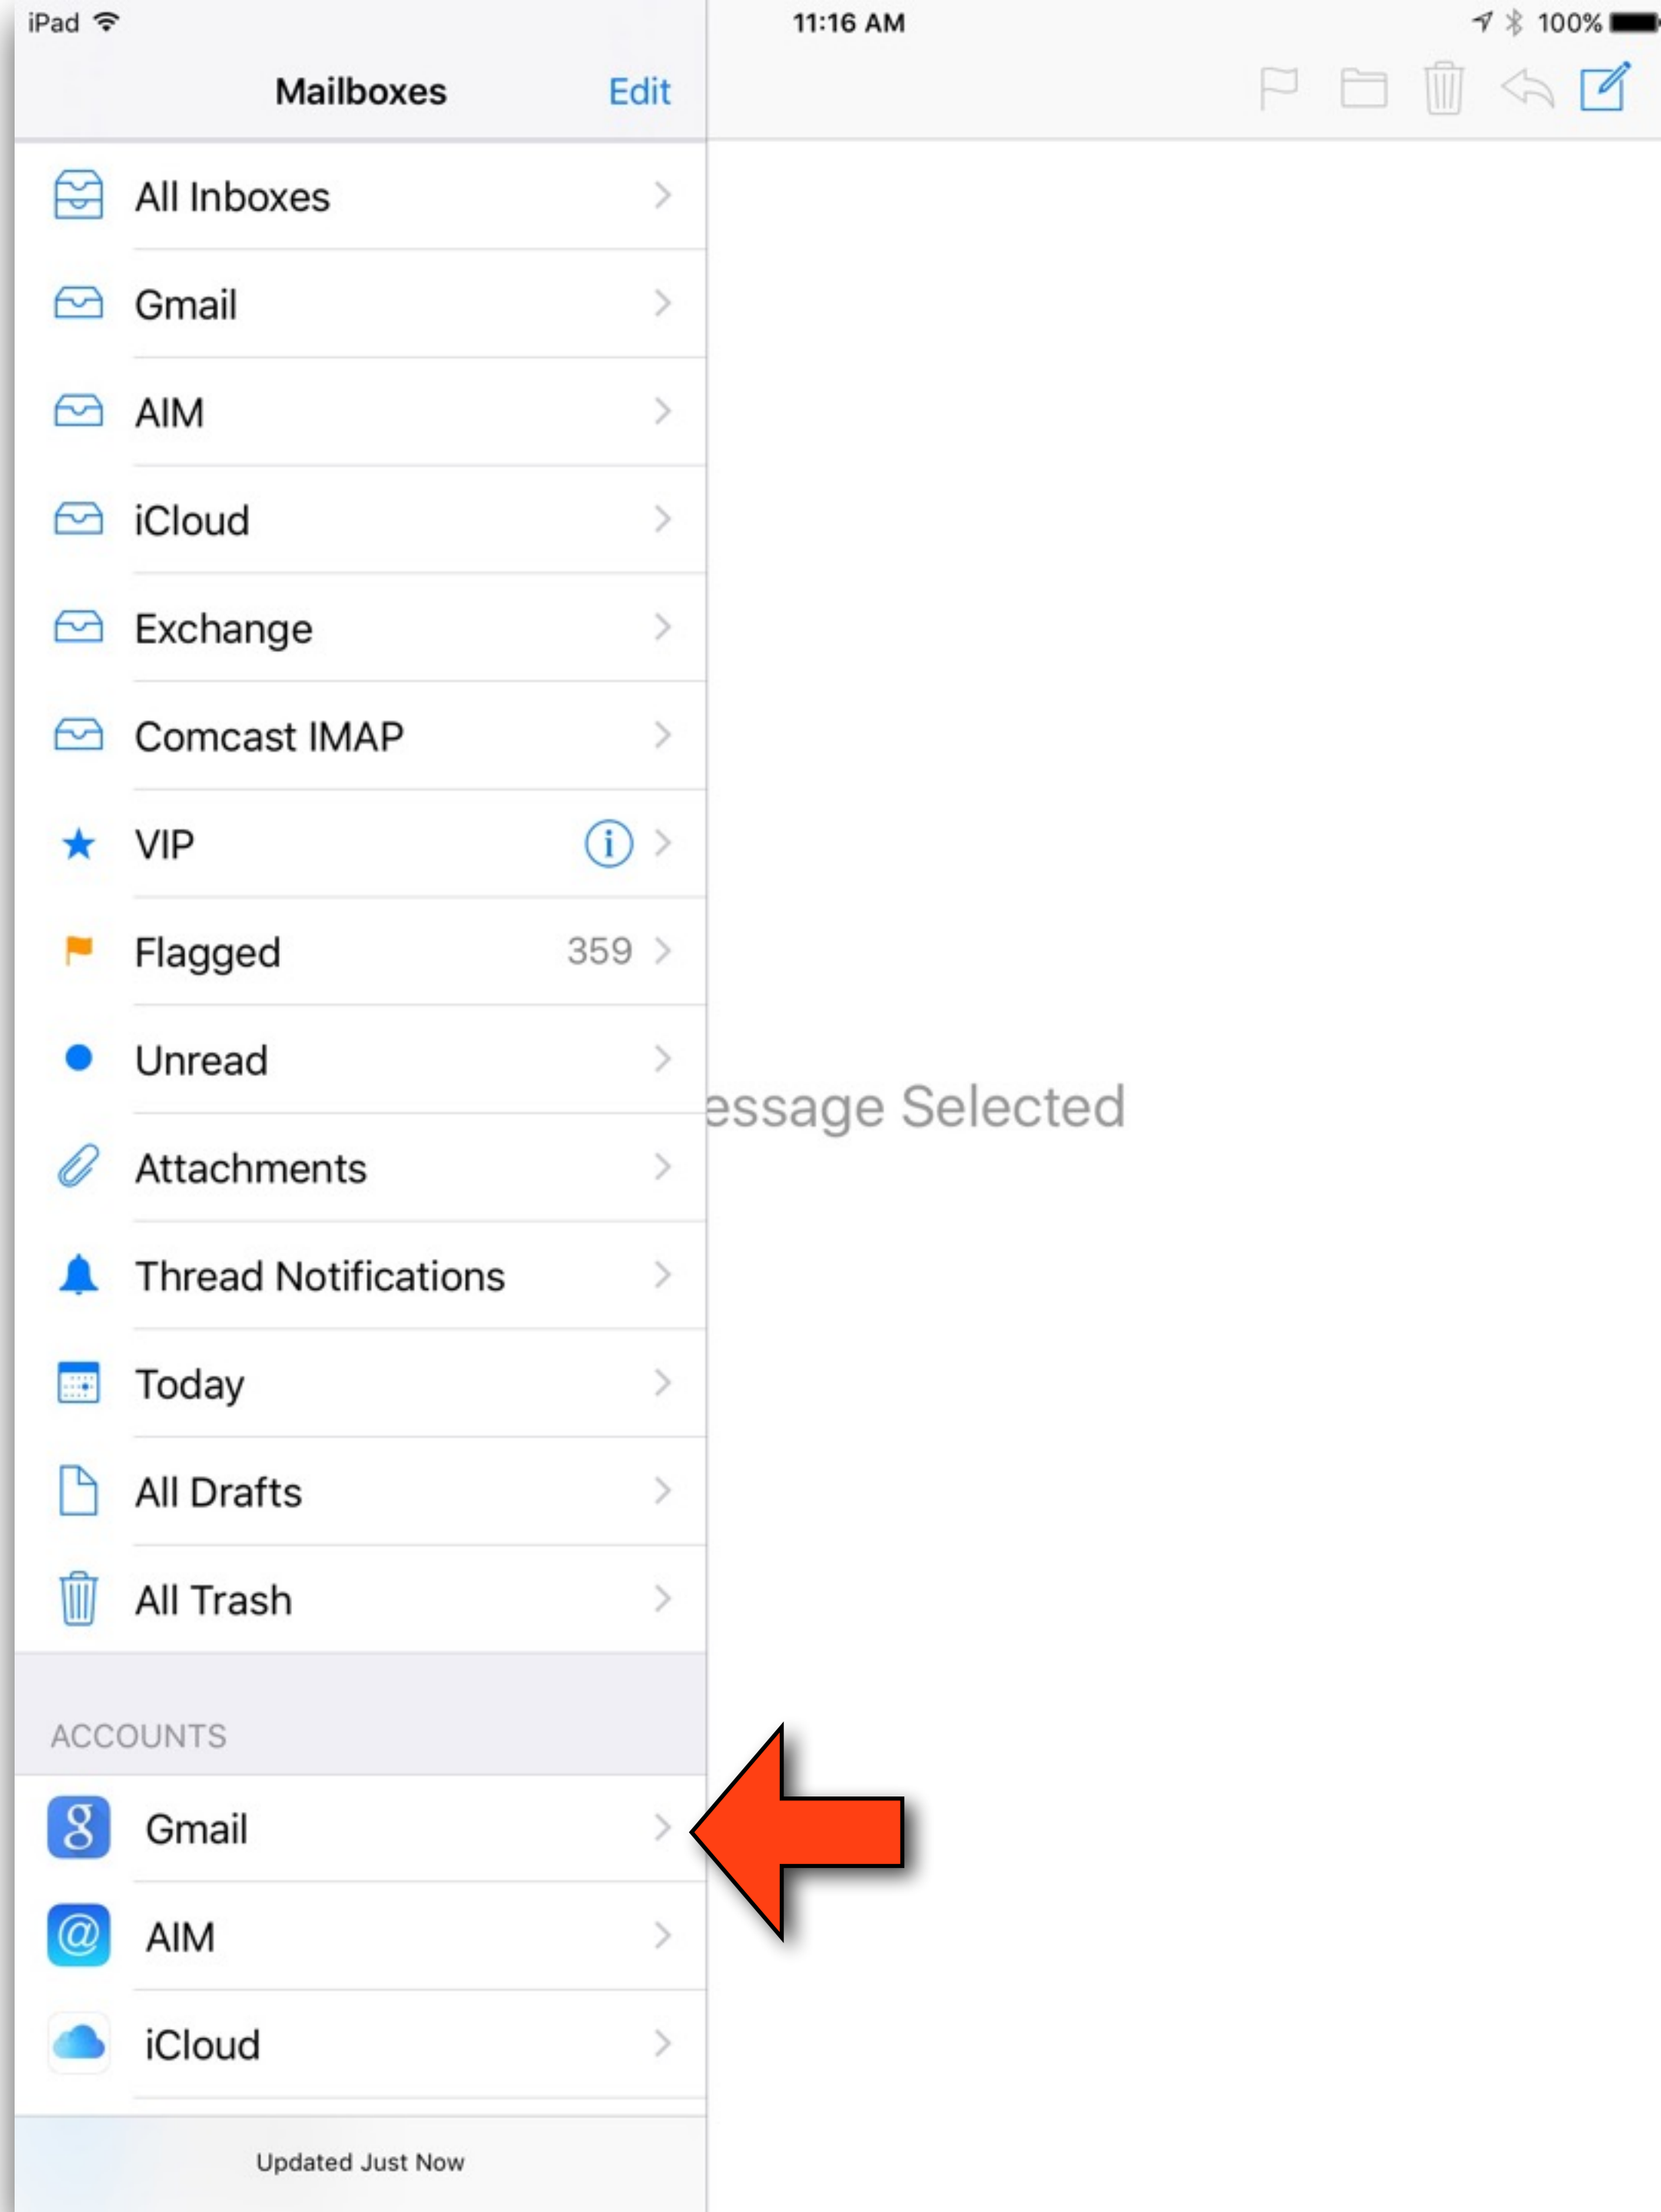 iPad
11:16 AM
100%
Mailboxes
Edit
All Inboxes
Gmail
AIM
iCloud
Exchange
Comcast IMAP
VIP
Flagged 359
Unread
essage Selected
Attachments
Thread Notifications
Today
All Drafts
All Trash
ACCOUNTS
Gmail
AIM
iCloud
Updated Just Now